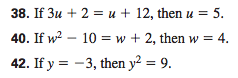 38. If 3u + 2 = u + 12, then u = 5.
40. If w² − 10 = w + 2, then w = 4.
42. If y = −3, then y² = 9.